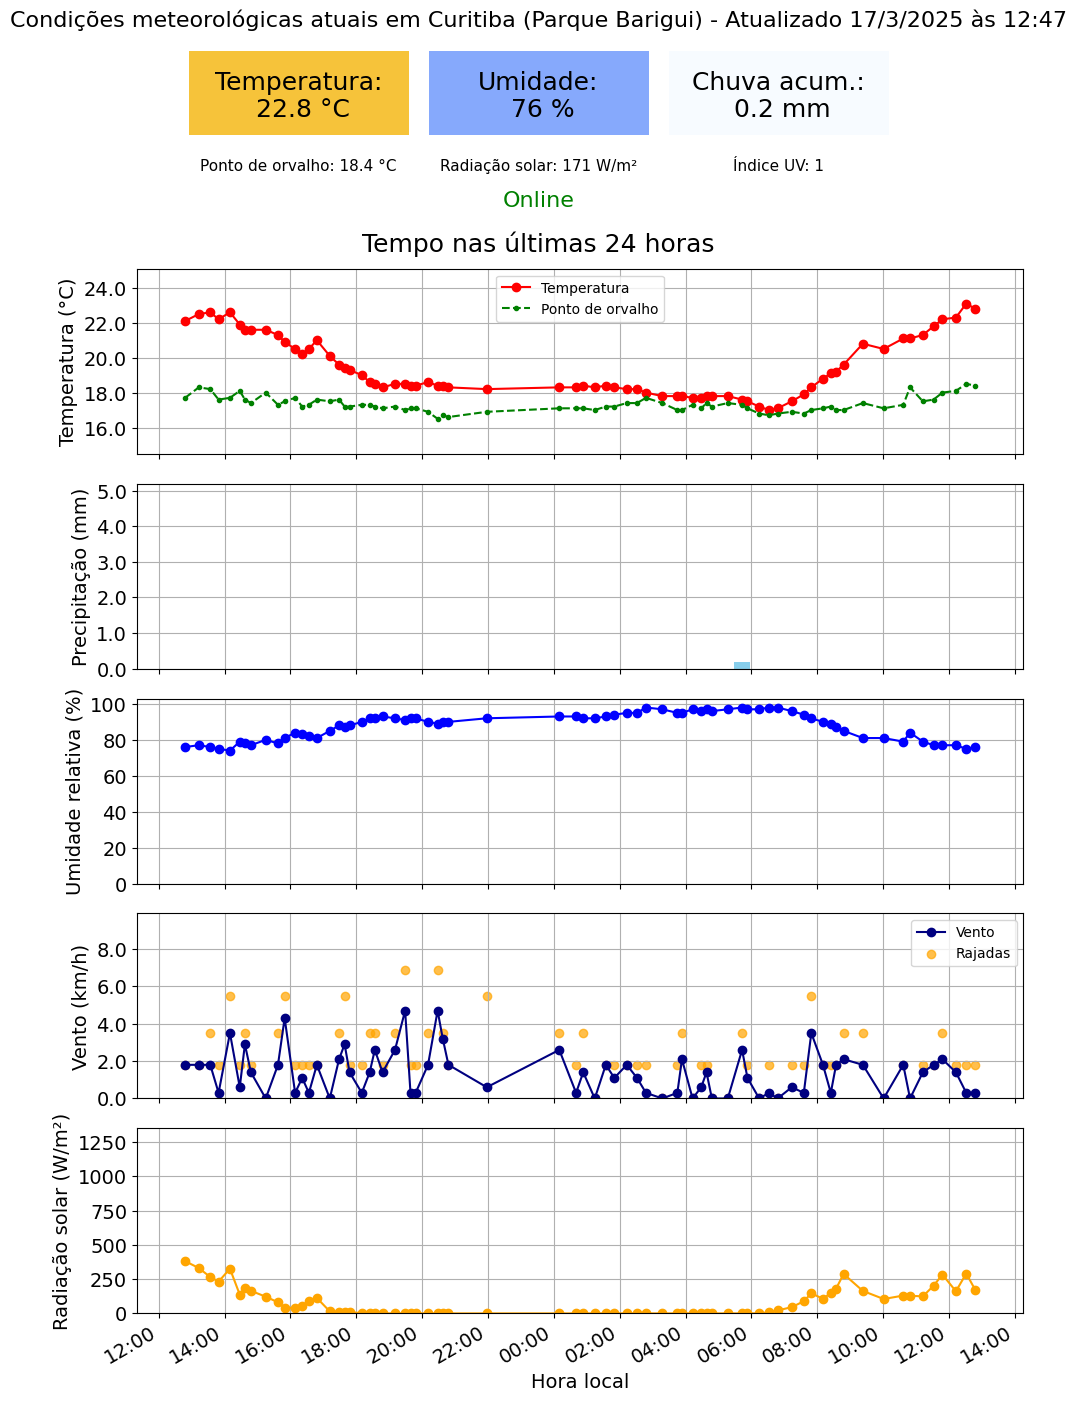 Condições meteorológicas atuais em Curitiba (Parque Barigui) - Atualizado 17/3/2025 às 12:47
Temperatura:
22.8 °C
Umidade:
76 %
Chuva acum.:
0.2 mm
Ponto de orvalho: 18.4 °C
Radiação solar: 171 W/m²
Índice UV: 1
Online
Tempo nas últimas 24 horas
Temperatura (°C)
24.0
22.0
20.0
18.0
16.0
Temperatura
Ponto de orvalho
Precipitação (mm)
5.0
4.0
3.0
2.0
1.0
0.0
Umidade relativa (%)
100
80
60
40
20
0
Vento (km/h)
8.0
6.0
4.0
2.0
0.0
Vento
Rajadas
Radiação solar (W/m²)
1250
1000
750
500
250
0
12:00 14:00 16:00 18:00 20:00 22:00 00:00 02:00 04:00 06:00 08:00 10:00 12:00 14:00
Hora local